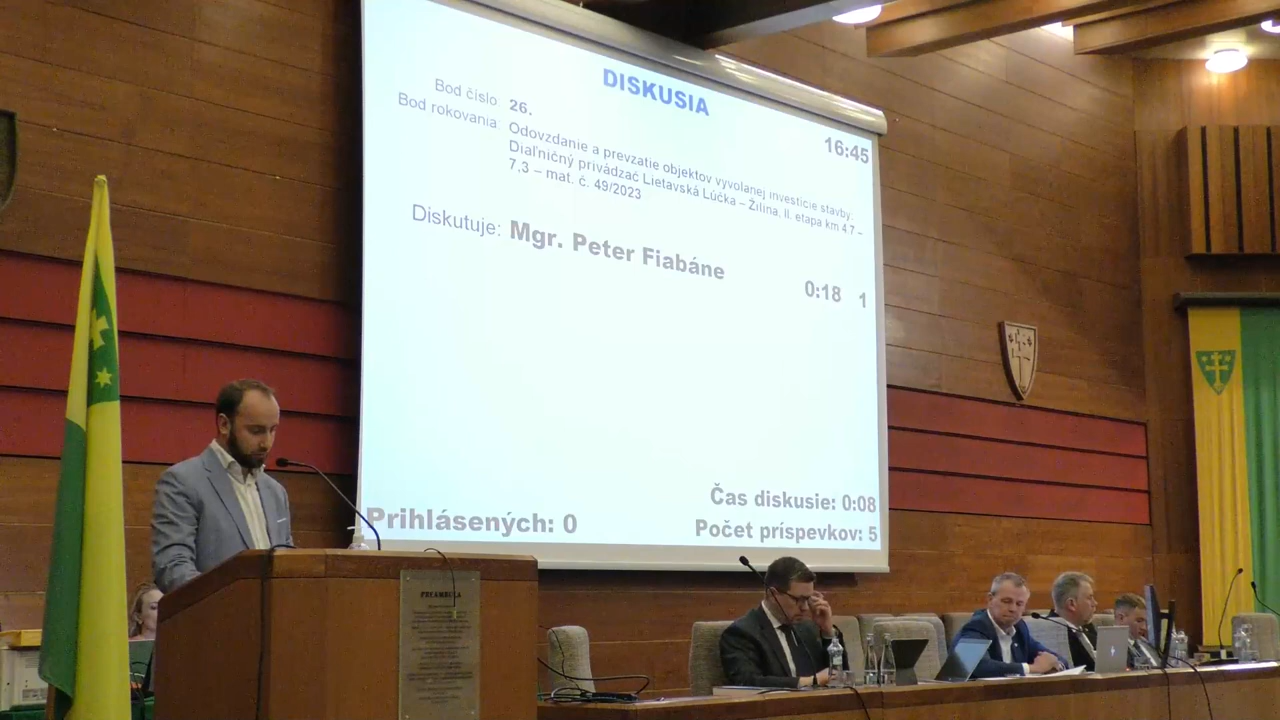 DISKUSIA
Bod číslo: 26.
16:45
Bod rokovania: Odovzdanie a prevzatie objektov vyvolanej investície stavby:
Diaľničný privádzač Lietavská Lúčka – Žilina, II. etapa km 4,7 –
7,3 – mat. č. 49/2023
Diskutuje: Mgr. Peter Fiabáne
0:18 1
Čas diskusie: 0:08
Prihlásených: 0
Počet príspevkov: 5
PREAMBULA